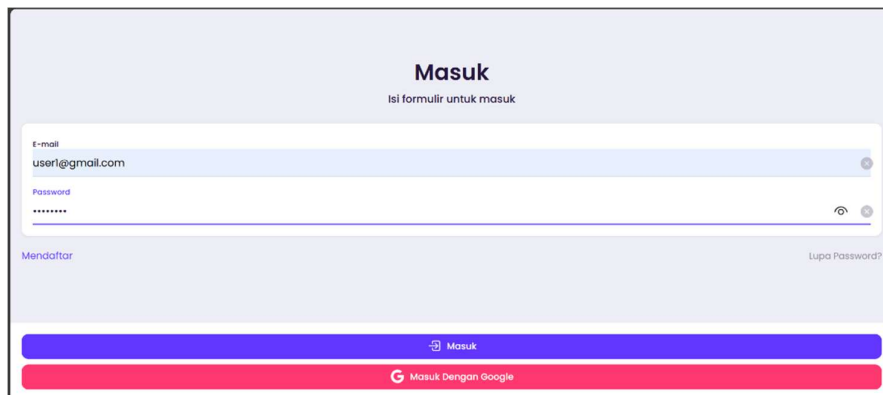 Masuk
Isi formulir untuk masuk
E-mail
user1@gmail.com
Password
••••••••
Mendaftar
Lupa Password?
Masuk
Masuk Dengan Google